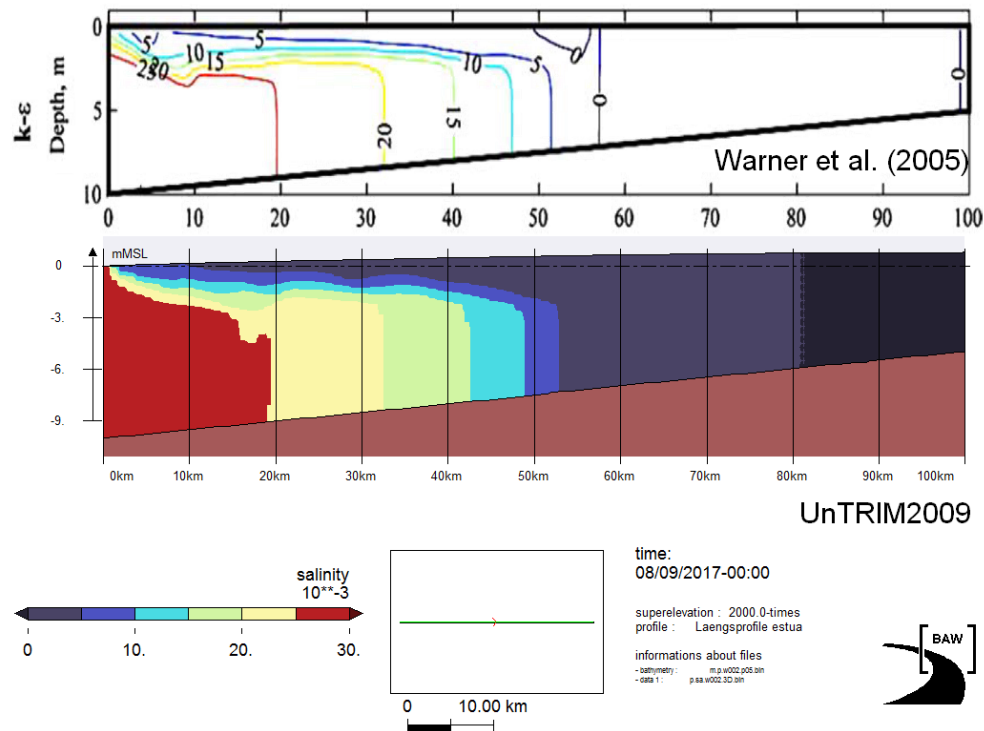 k-ε
Depth, m
0
5
10
5
10
5
15
20
30
10
5
20
15
0
0
0
Warner et al. (2005)
0 10 20 30 40 50 60 70 80 90 100
mMSL
0
-3.
-6.
-9.
0km 10km 20km 30km 40km 50km 60km 70km 80km 90km 100km
UnTRIM2009
salinity
10**-3
0 10. 20. 30.
0 10.00 km
time:
08/09/2017-00:00
superelevation : 2000.0-times
profile : Laengsprofile estua
informations about files
- bathymetry : m.p.w002.p05.bin
- data 1 : p.sa.w002.3D.bin
BAW